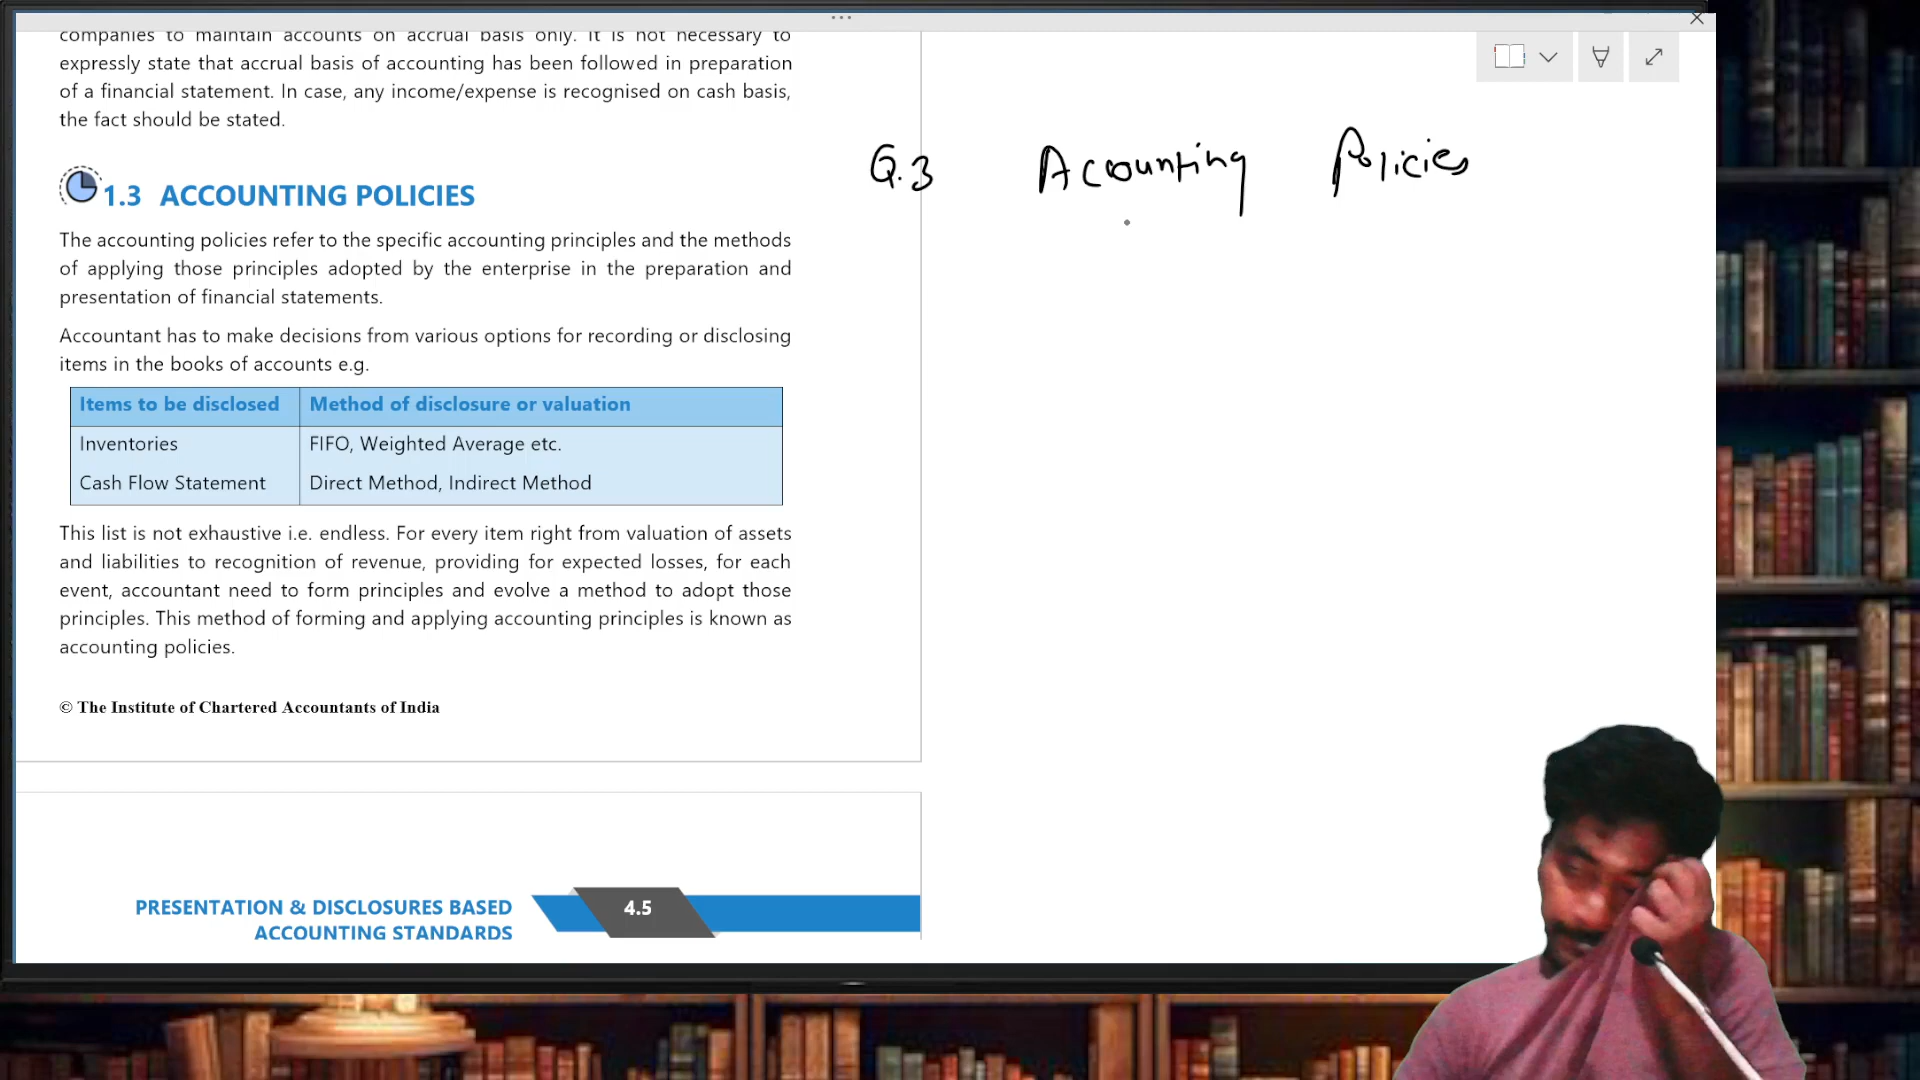 companies to maintain accounts on accrual basis only. It is not necessary to
expressly state that accrual basis of accounting has been followed in preparation
of a financial statement. In case, any income/expense is recognised on cash basis,
the fact should be stated.
1.3 ACCOUNTING POLICIES
The accounting policies refer to the specific accounting principles and the methods
of applying those principles adopted by the enterprise in the preparation and
presentation of financial statements.
Accountant has to make decisions from various options for recording or disclosing
items in the books of accounts e.g.
Items to be disclosed Method of disclosure or valuation
Inventories FIFO, Weighted Average etc.
Cash Flow Statement Direct Method, Indirect Method
This list is not exhaustive i.e. endless. For every item right from valuation of assets
and liabilities to recognition of revenue, providing for expected losses, for each
event, accountant need to form principles and evolve a method to adopt those
principles. This method of forming and applying accounting principles is known as
accounting policies.
© The Institute of Chartered Accountants of India
PRESENTATION & DISCLOSURES BASED
ACCOUNTING STANDARDS
4.5
Q.3 Acounting Policies